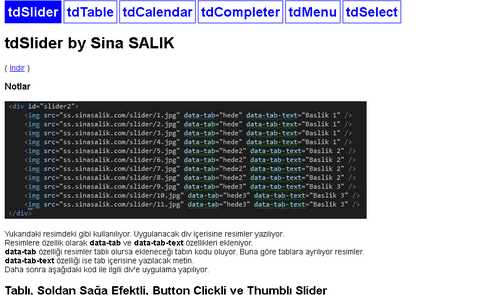 tdSlider tdTable tdCalendar tdCompleter tdMenu tdSelect
tdSlider by Sina SALIK
( İndir )
Notlar
<div id="slider2">
<img src="ss.sinasalik.com/slider/1.jpg" data-tab="hede" data-tab-text="Baslik 1" />
<img src="ss.sinasalik.com/slider/2.jpg" data-tab="hede" data-tab-text="Baslik 1" />
<img src="ss.sinasalik.com/slider/3.jpg" data-tab="hede" data-tab-text="Baslik 1" />
<img src="ss.sinasalik.com/slider/4.jpg" data-tab="hede" data-tab-text="Baslik 1" />
<img src="ss.sinasalik.com/slider/5.jpg" data-tab="hede2" data-tab-text="Baslik 2" />
<img src="ss.sinasalik.com/slider/6.jpg" data-tab="hede2" data-tab-text="Baslik 2" />
<img src="ss.sinasalik.com/slider/7.jpg" data-tab="hede2" data-tab-text="Baslik 2" />
<img src="ss.sinasalik.com/slider/8.jpg" data-tab="hede2" data-tab-text="Baslik 2" />
<img src="ss.sinasalik.com/slider/9.jpg" data-tab="hede3" data-tab-text="Baslik 3" />
<img src="ss.sinasalik.com/slider/10.jpg" data-tab="hede3" data-tab-text="Baslik 3" />
<img src="ss.sinasalik.com/slider/11.jpg" data-tab="hede3" data-tab-text="Baslik 3" />
</div>
Yukarıdaki resimdeki gibi kullanılıyor. Uygulanacak div içerisine resimler yazılıyor.
Resimlere özellik olarak data-tab ve data-tab-text özellikleri ekleniyor.
data-tab özelliği resimler tablı olursa ekleneceği tabın kodu oluyor. Buna göre tablara ayrılıyor resimler.
data-tab-text özelliği ise tab içerisine yazılacak metin.
Daha sonra aşağıdaki kod ile ilgili div'e uygulama yapılıyor.
Tablı, Soldan Sağa Efektli, Button Clickli ve Thumblı Slider